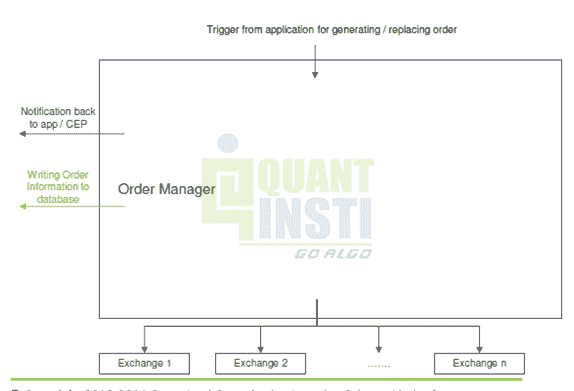 Trigger from application for generating / replacing order
Notification back
to app / CEP
Writing Order
Information to
database
Order Manager
QUANT
INSTI
GO ALGO
Exchange 1
Exchange 2
.......
Exchange n